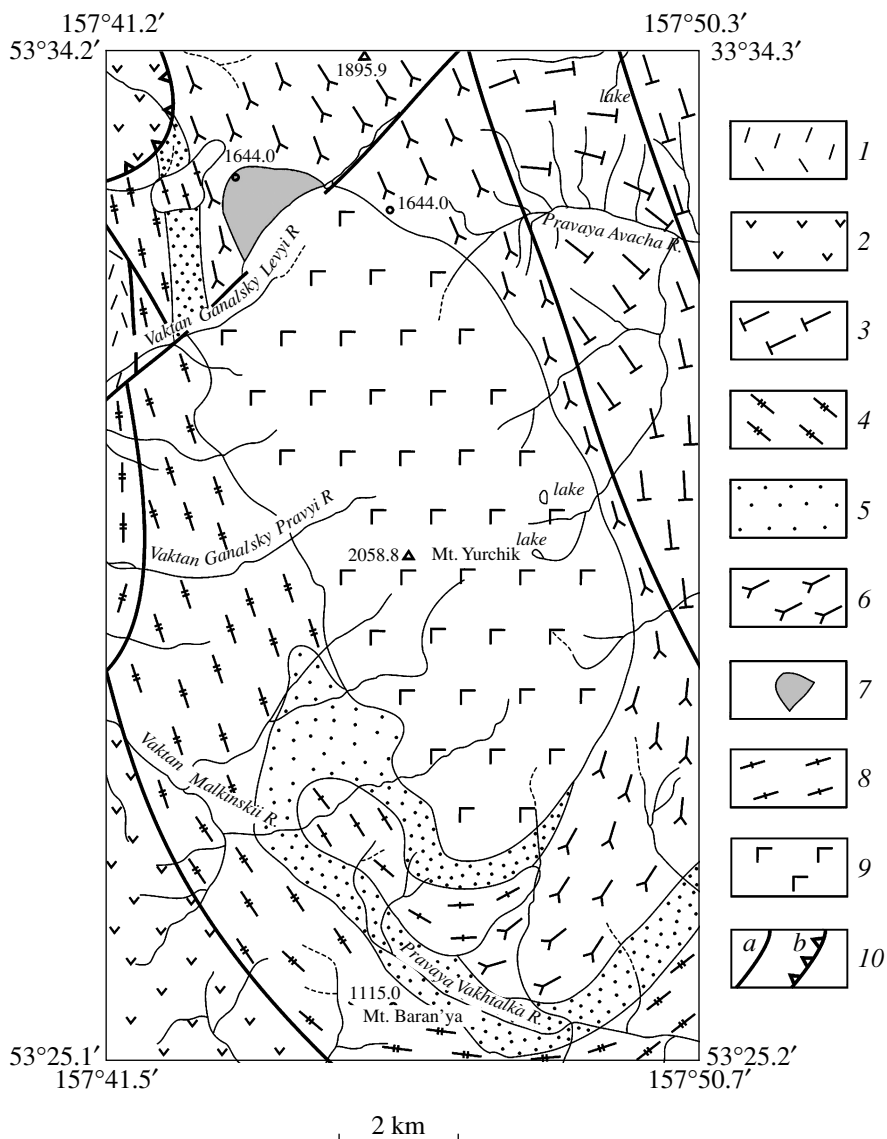 157°41.2′
157°50.3′
53°34.2′
33°34.3′
1895.9
lake
1
1644.0
1644.0
2
Pravaya Avacha R.
Vaktan Ganalsky Levyi R
3
4
lake
5
Vaktan Ganalsky Pravyi R
lake
2058.8
Mt. Yurchik
6
7
Vaktan Malkinskii R.
8
9
a b
10
Pravaya Vakhtalka R.
1115.0
Mt. Baran’ya
53°25.1′
53°25.2′
157°41.5′
157°50.7′
2 km